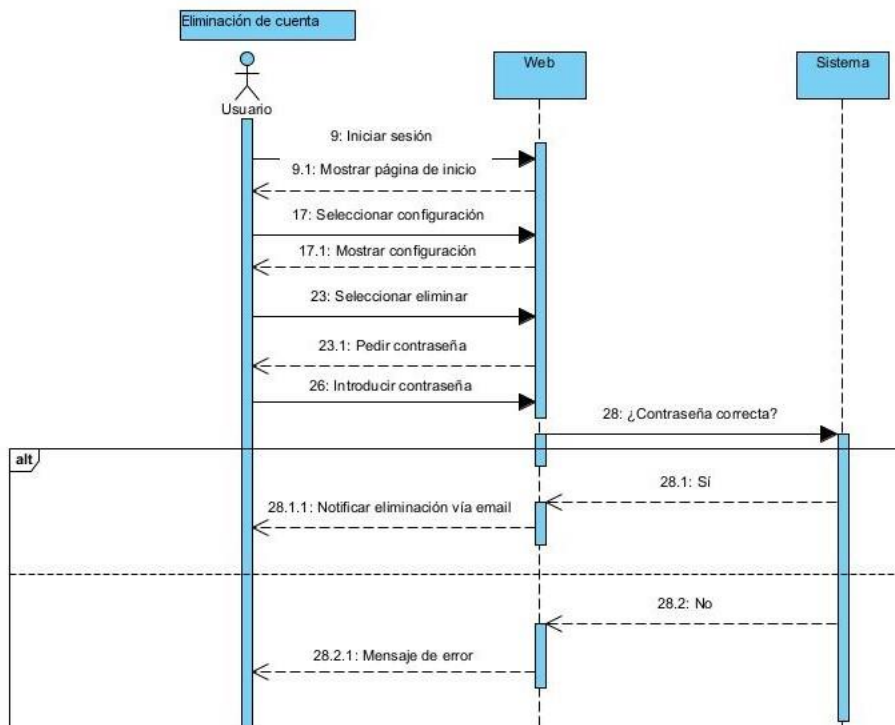 Eliminación de cuenta
Usuario
Web
Sistema
9: Iniciar sesión
9.1: Mostrar página de inicio
17: Seleccionar configuración
17.1: Mostrar configuración
23: Seleccionar eliminar
23.1: Pedir contraseña
26: Introducir contraseña
28: ¿Contraseña correcta?
alt
28.1: Sí
28.1.1: Notificar eliminación vía email
28.2: No
28.2.1: Mensaje de error